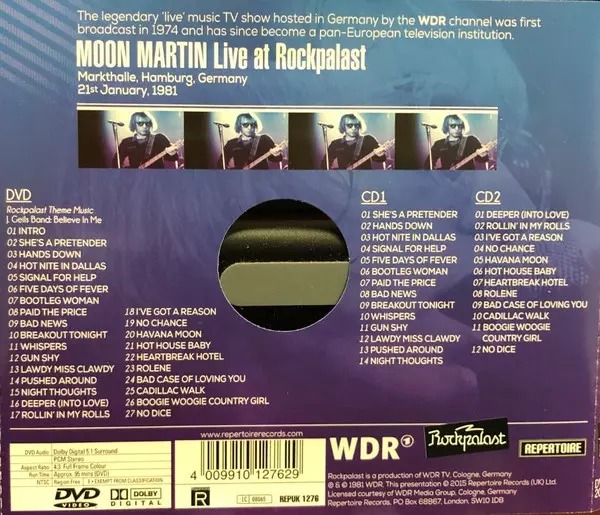 The legendary 'live' music TV show hosted in Germany by the WDR channel was first
broadcast in 1974 and has since become a pan-European television institution.
MOON MARTIN Live at Rockpalast
Markthalle, Hamburg, Germany
21st January, 1981
DVD
Rockpalast Theme Music
J. Geils Band: Believe In Me
01 INTRO
02 SHE'S A PRETENDER
03 HANDS DOWN
04 HOT NITE IN DALLAS
05 SIGNAL FOR HELP
06 FIVE DAYS OF FEVER
07 BOOTLEG WOMAN
08 PAID THE PRICE
09 BAD NEWS
10 BREAKOUT TONIGHT
11 WHISPERS
12 GUN SHY
13 LAWDY MISS CLAWDY
14 PUSHED AROUND
15 NIGHT THOUGHTS
16 DEEPER (INTO LOVE)
17 ROLLIN' IN MY ROLLS
18 I'VE GOT A REASON
19 NO CHANCE
20 HAVANA MOON
21 HOT HOUSE BABY
22 HEARTBREAK HOTEL
23 ROLENE
24 BAD CASE OF LOVING YOU
25 CADILLAC WALK
26 BOOGIE WOOGIE COUNTRY GIRL
27 NO DICE
CD1
01 SHE'S A PRETENDER
02 HANDS DOWN
03 HOT NITE IN DALLAS
04 SIGNAL FOR HELP
05 FIVE DAYS OF FEVER
06 BOOTLEG WOMAN
07 PAID THE PRICE
08 BAD NEWS
09 BREAKOUT TONIGHT
10 WHISPERS
11 GUN SHY
12 LAWDY MISS CLAWDY
13 PUSHED AROUND
14 NIGHT THOUGHTS
CD2
01 DEEPER (INTO LOVE)
02 ROLLIN' IN MY ROLLS
03 I'VE GOT A REASON
04 NO CHANCE
05 HAVANA MOON
06 HOT HOUSE BABY
07 HEARTBREAK HOTEL
08 ROLENE
09 BAD CASE OF LOVING YOU
10 CADILLAC WALK
11 BOOGIE WOOGIE
COUNTRY GIRL
12 NO DICE
DVD Audio Dolby Digital 5.1 Surround
PCM Stereo
Aspect Ratio 4:3 Full Frame Colour
Run Time Approx. 95 mins (DVD)
NTSC Region Free E • EXEMPT FROM CLASSIFICATION
DVD VIDEO
DOLBY DIGITAL
www.repertoirerecords.com
4 009910 127629
R
LC 08065
REPUK 1276
WDR
Rockpalast
REPERTOIRE
Rockpalast is a production of WDR TV, Cologne, Germany
℗ & © 1981 WDR. This presentation © 2015 Repertoire Records (UK) Ltd.
Licensed courtesy of WDR Media Group, Cologne, Germany
Repertoire Records, PO Box 68867, London, SW10 1DB